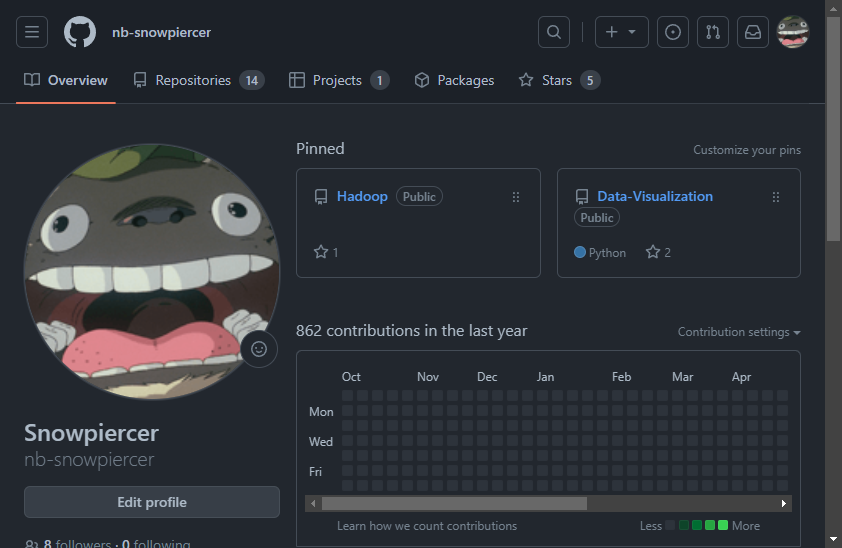 nb-snowpiercer
Overview
Repositories 14
Projects 1
Packages
Stars 5
Pinned
Customize your pins
Hadoop Public
1
Data-Visualization
Public
Python 2
862 contributions in the last year
Contribution settings
Oct Nov Dec Jan Feb Mar Apr
Mon
Wed
Fri
Learn how we count contributions
Less More
Snowpiercer
nb-snowpiercer
Edit profile
8 followers · 0 following